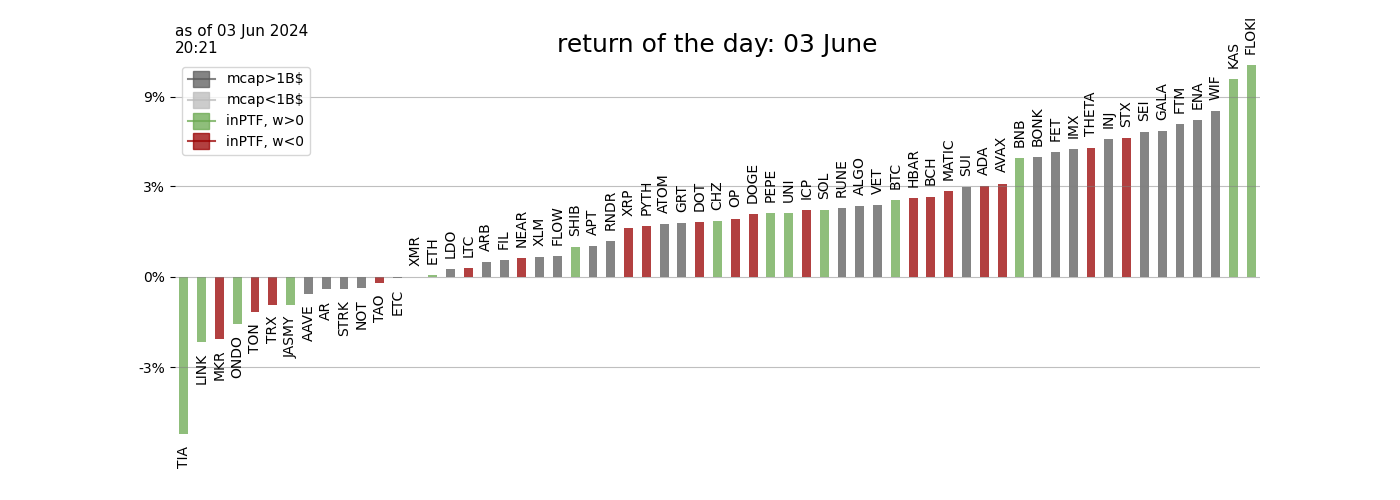 as of 03 Jun 2024
20:21
return of the day: 03 June
mcap>1B$
mcap<1B$
inPTF, w>0
inPTF, w<0
9%
3%
0%
-3%
TIA
LINK
MKR
ONDO
TON
TRX
JASMY
AAVE
AR
STRK
NOT
TAO
ETC
XMR
ETH
LDO
LTC
ARB
FIL
NEAR
XLM
FLOW
SHIB
APT
RNDR
XRP
PYTH
ATOM
GRT
DOT
CHZ
OP
DOGE
PEPE
UNI
ICP
SOL
RUNE
ALGO
VET
BTC
HBAR
BCH
MATIC
SUI
ADA
AVAX
BNB
BONK
FET
IMX
THETA
INJ
STX
SEI
GALA
FTM
ENA
WIF
KAS
FLOKI